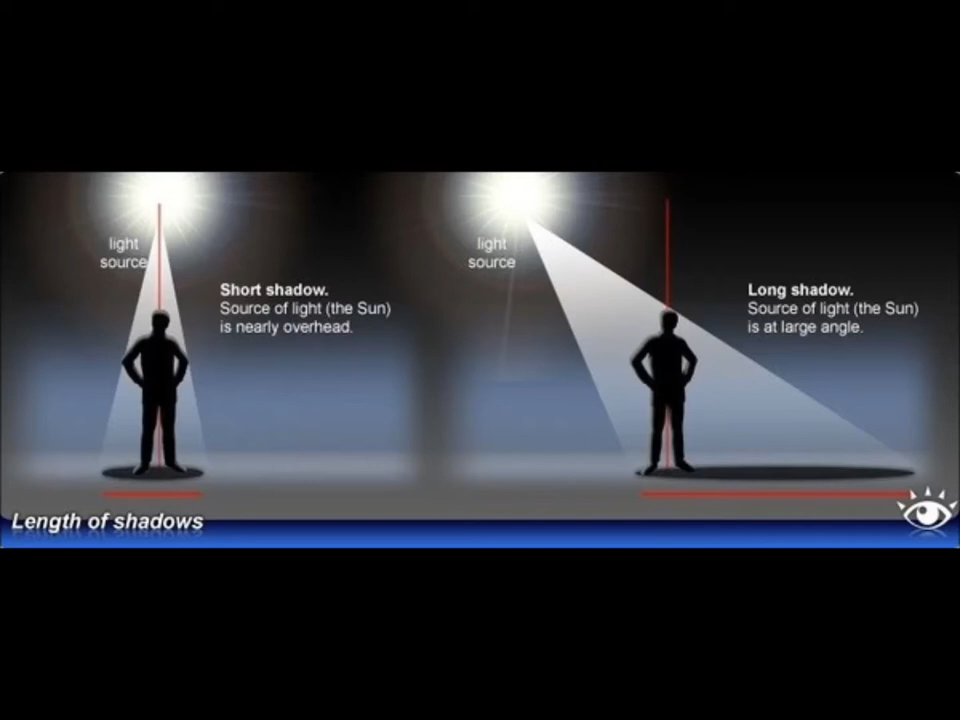 light
source
Short shadow.
Source of light (the Sun)
is nearly overhead.
light
source
Long shadow.
Source of light (the Sun)
is at large angle.
Length of shadows